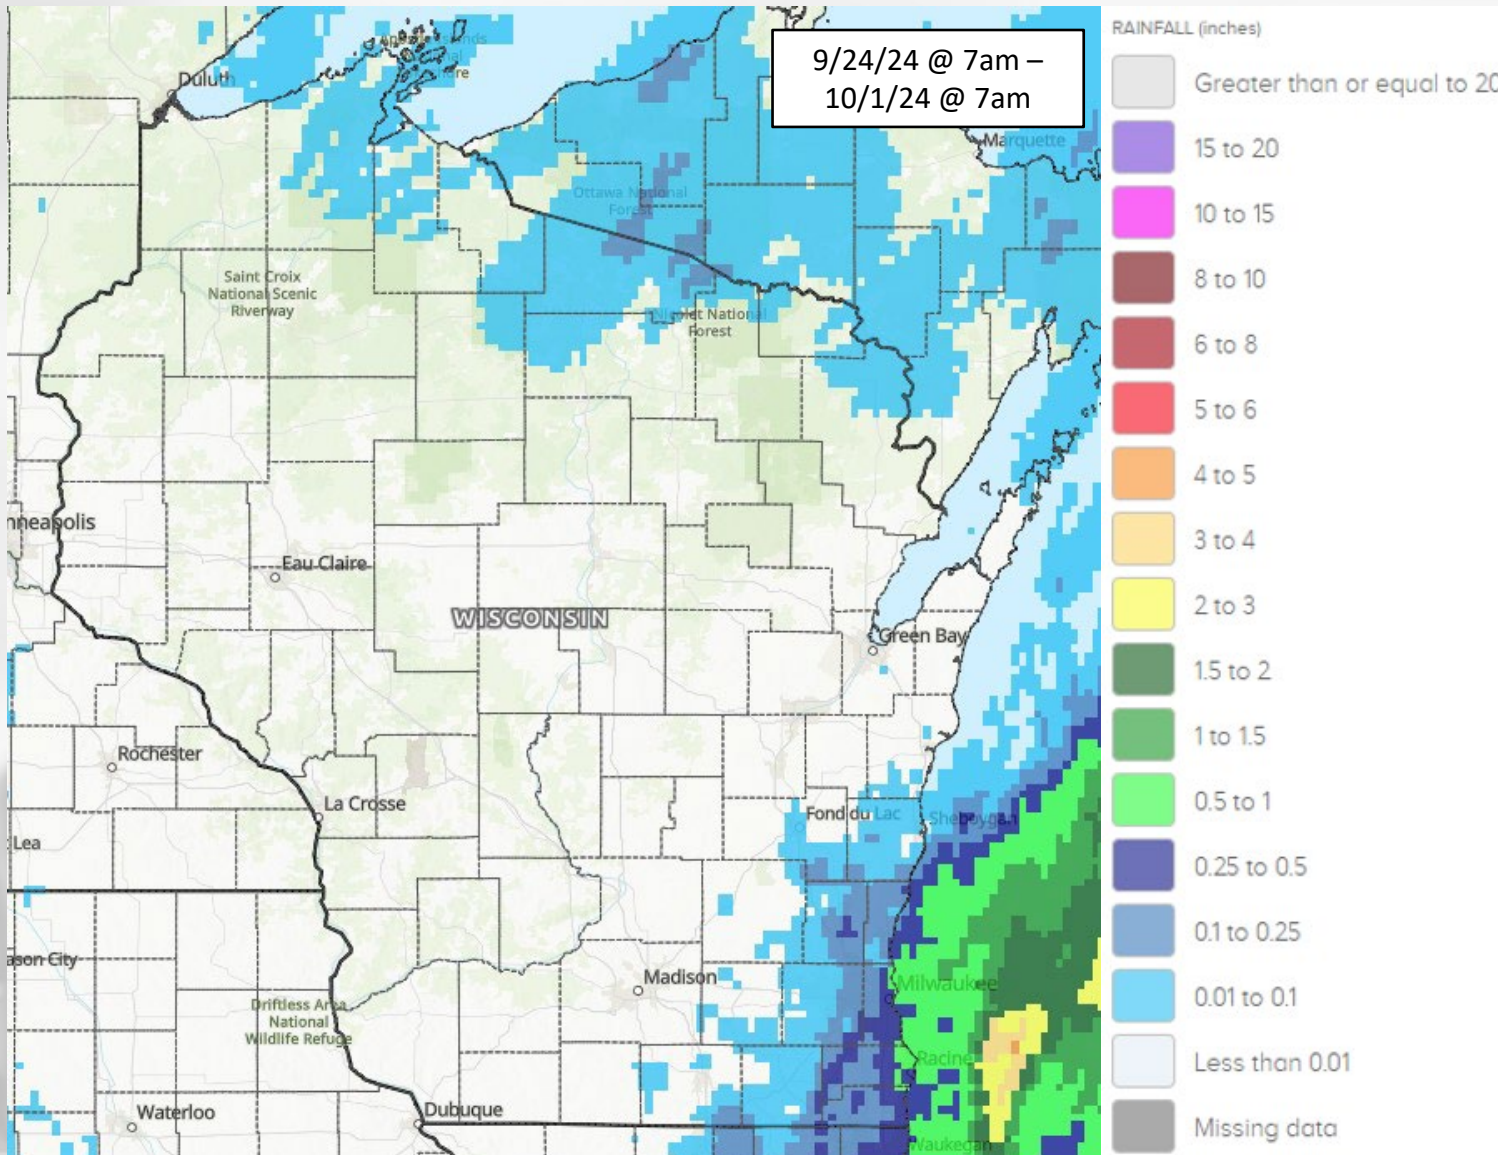 9/24/24 @ 7am –
10/1/24 @ 7am
RAINFALL (inches)
Greater than or equal to 20
15 to 20
10 to 15
8 to 10
6 to 8
5 to 6
4 to 5
3 to 4
2 to 3
1.5 to 2
1 to 1.5
0.5 to 1
0.25 to 0.5
0.1 to 0.25
0.01 to 0.1
Less than 0.01
Missing data
Duluth
Marquette
Ottawa National
Forest
Saint Croix
National Scenic
Riverway
Nicolet National
Forest
nneapolis
Eau Claire
WISCONSIN
Green Bay
Rochester
La Crosse
Fond du Lac
Sheboygan
Lea
ason City
Madison
Milwaukee
Driftless Area
National
Wildlife Refuge
Racine
Waterloo
Dubuque
Waukegan